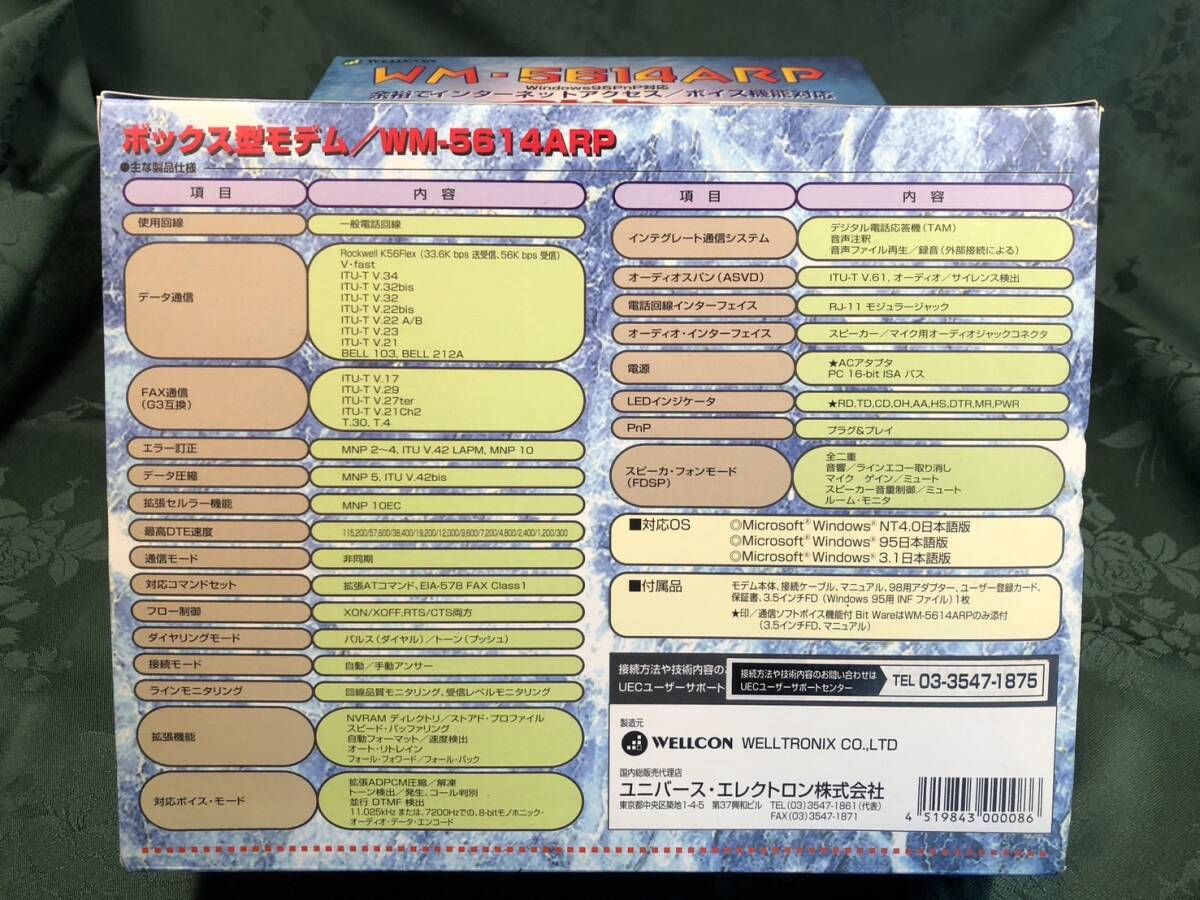 WELLCON
WM-5614ARP
Windows95PnP対応
余裕でインターネットアクセス／ボイス機能対応
ボックス型モデム／WM-5614ARP
●主な製品仕様
項目 内容
使用回線 一般電話回線
データ通信
Rockwell K56Flex（33.6K bps 送受信、56K bps 受信）
V・fast
ITU-T V.34
ITU-T V.32bis
ITU-T V.32
ITU-T V.22bis
ITU-T V.22 A/B
ITU-T V.23
ITU-T V.21
BELL 103, BELL 212A
FAX通信
（G3互換）
ITU-T V.17
ITU-T V.29
ITU-T V.27ter
ITU-T V.21Ch2
T.30, T.4
エラー訂正 MNP 2～4, ITU V.42 LAPM, MNP 10
データ圧縮 MNP 5, ITU V.42bis
拡張セルラー機能 MNP 10EC
最高DTE速度 115,200/57,600/38,400/19,200/12,000/9,600/7,200/4,800/2,400/1,200/300
通信モード 非同期
対応コマンドセット 拡張ATコマンド、EIA-578 FAX Class1
フロー制御 XON/XOFF,RTS/CTS両方
ダイヤリングモード パルス（ダイヤル）／トーン（プッシュ）
接続モード 自動／手動アンサー
ラインモニタリング 回線品質モニタリング、受信レベルモニタリング
拡張機能
NVRAM ディレクトリ／ストアド・プロファイル
スピード・バッファリング
自動フォーマット／速度検出
オート・リトレイン
フォール・フォワード／フォール・バック
対応ボイス・モード
拡張ADPCM圧縮／解凍
トーン検出／発生、コール判別
並行 DTMF 検出
11.025kHz または、7200Hzでの、8-bitモノホニック・
オーディオ・データ・エンコード
項目 内容
インテグレート通信システム
デジタル電話応答機（TAM）
音声注釈
音声ファイル再生／録音（外部接続による）
オーディオスパン（ASVD） ITU-T V.61, オーディオ／サイレンス検出
電話回線インターフェイス RJ-11 モジュラージャック
オーディオ・インターフェイス スピーカー／マイク用オーディオジャックコネクタ
電源
★ACアダプタ
PC 16-bit ISA バス
LEDインジケータ ★RD,TD,CD,OH,AA,HS,DTR,MR,PWR
PnP プラグ&プレイ
スピーカ・フォンモード
（FDSP）
全二重
音響／ラインエコー取り消し
マイク ゲイン／ミュート
スピーカー音量制御／ミュート
ルーム・モニタ
■対応OS
◎Microsoft® Windows® NT4.0日本語版
◎Microsoft® Windows® 95日本語版
◎Microsoft® Windows® 3.1日本語版
■付属品
モデム本体、接続ケーブル、マニュアル、98用アダプター、ユーザー登録カード、
保証書、3.5インチFD（Windows 95用 INF ファイル）1枚
★印／通信ソフトボイス機能付 Bit WareはWM-5614ARPのみ添付
（3.5インチFD、マニュアル）
接続方法や技術内容の
UECユーザーサポート
接続方法や技術内容のお問い合わせは
UECユーザーサポートセンター
TEL 03-3547-1875
製造元
WELLCON WELLTRONIX CO.,LTD
国内総販売代理店
ユニバース・エレクトロン株式会社
東京都中央区築地1-4-5 第37興和ビル TEL(03)3547-1861(代表)
FAX(03)3547-1871
4 519843 000086